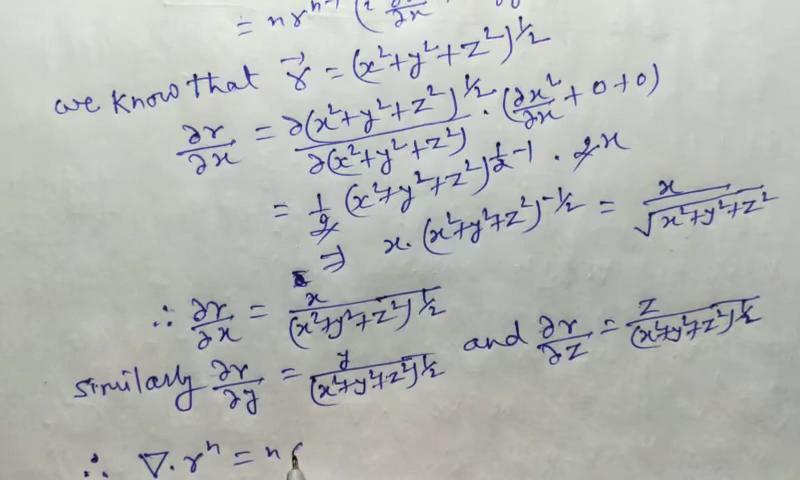 = nrⁿ⁻¹ (i ∂x
we know that r⃗ = (x²+y²+z²)^½
∂r/∂x = ∂(x²+y²+z²)^½/∂(x²+y²+z²) · (∂x²/∂x + 0 + 0)
= 1/2 (x²+y²+z²)^(½-1) · 2x
⇒ x·(x²+y²+z²)^-½ = x/√(x²+y²+z²)
∴ ∂r/∂x = x/(x²+y²+z²)^½
similarly ∂r/∂y = y/(x²+y²+z²)^½ and ∂r/∂z = z/(x²+y²+z²)^½
∴ ∇·rⁿ = n